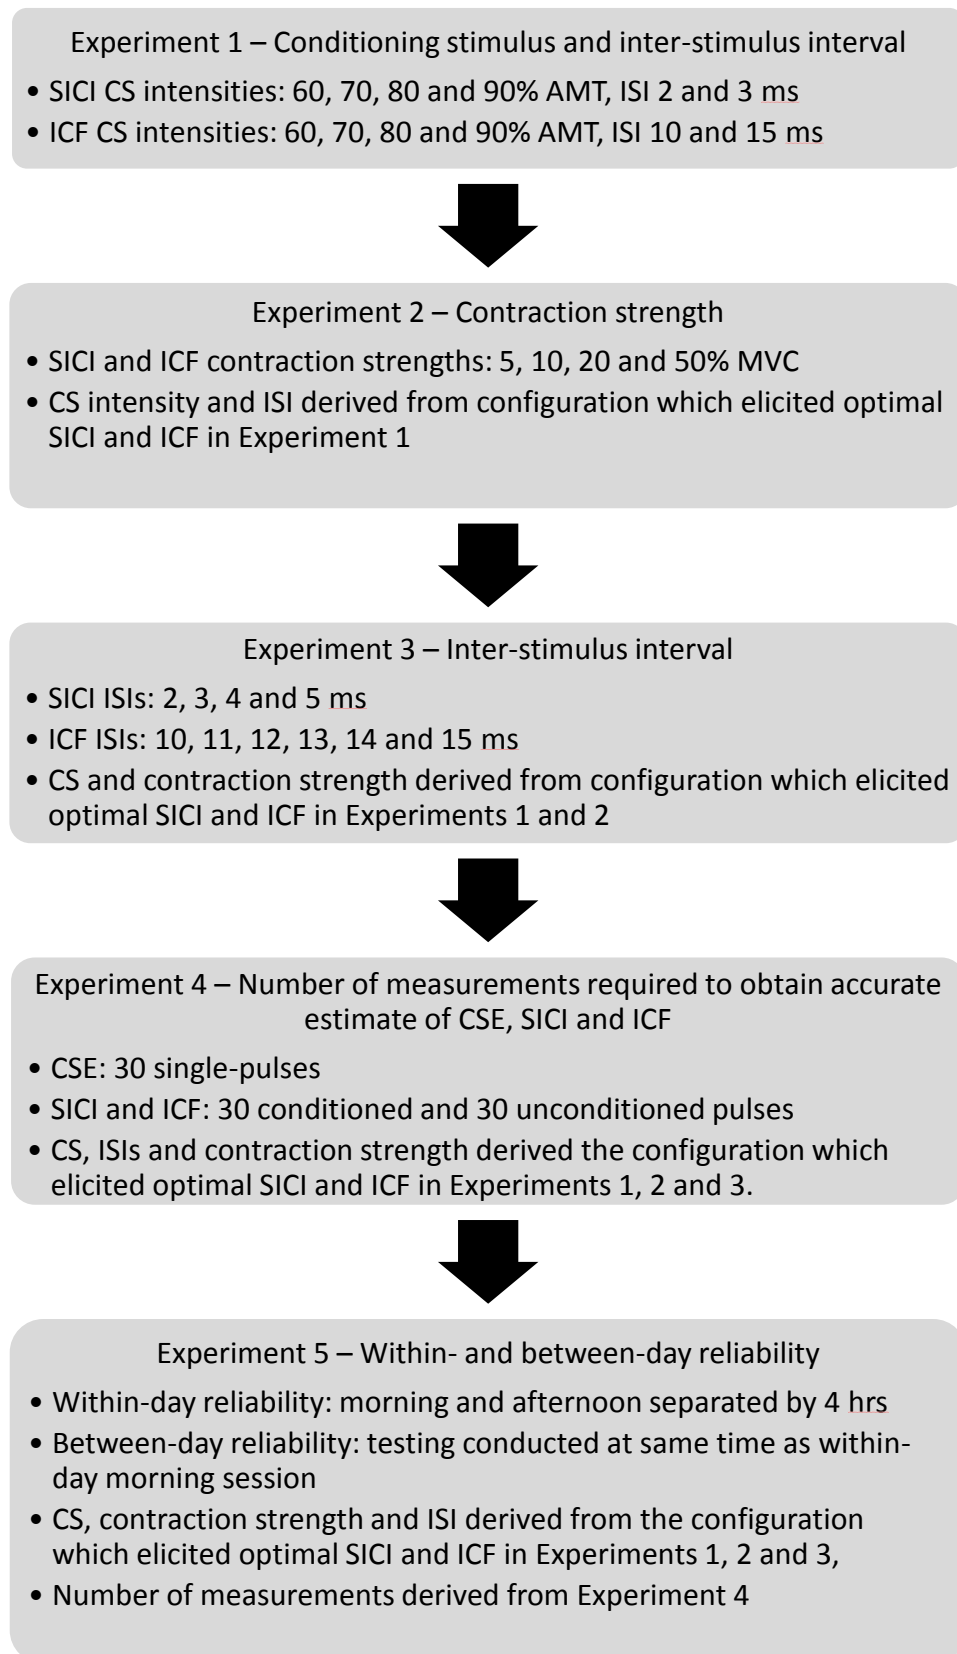 Experiment 1 – Conditioning stimulus and inter-stimulus interval
• SICI CS intensities: 60, 70, 80 and 90% AMT, ISI 2 and 3 ms
• ICF CS intensities: 60, 70, 80 and 90% AMT, ISI 10 and 15 ms
Experiment 2 – Contraction strength
• SICI and ICF contraction strengths: 5, 10, 20 and 50% MVC
• CS intensity and ISI derived from configuration which elicited optimal
SICI and ICF in Experiment 1
Experiment 3 – Inter-stimulus interval
• SICI ISIs: 2, 3, 4 and 5 ms
• ICF ISIs: 10, 11, 12, 13, 14 and 15 ms
• CS and contraction strength derived from configuration which elicited
optimal SICI and ICF in Experiments 1 and 2
Experiment 4 – Number of measurements required to obtain accurate
estimate of CSE, SICI and ICF
• CSE: 30 single-pulses
• SICI and ICF: 30 conditioned and 30 unconditioned pulses
• CS, ISIs and contraction strength derived the configuration which
elicited optimal SICI and ICF in Experiments 1, 2 and 3.
Experiment 5 – Within- and between-day reliability
• Within-day reliability: morning and afternoon separated by 4 hrs
• Between-day reliability: testing conducted at same time as within-
day morning session
• CS, contraction strength and ISI derived from the configuration
which elicited optimal SICI and ICF in Experiments 1, 2 and 3,
• Number of measurements derived from Experiment 4